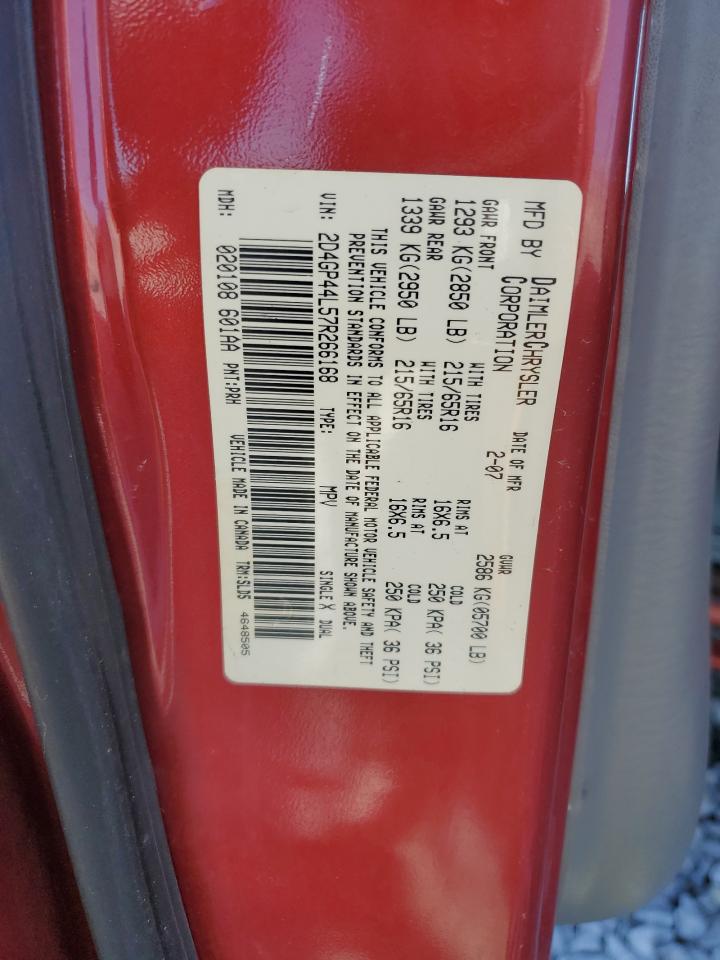 MFD BY DAIMLERCHRYSLER CORPORATION
DATE OF MFR 2-07
GVWR 2586 KG(05700 LB)
GAWR FRONT WITH TIRES RIMS AT COLD
1293 KG(2850 LB) 215/65R16 16X6.5 250 KPA( 36 PSI)
GAWR REAR WITH TIRES RIMS AT COLD
1339 KG(2950 LB) 215/65R16 16X6.5 250 KPA( 36 PSI)
THIS VEHICLE CONFORMS TO ALL APPLICABLE FEDERAL MOTOR VEHICLE SAFETY AND THEFT
PREVENTION STANDARDS IN EFFECT ON THE DATE OF MANUFACTURE SHOWN ABOVE.
VIN: 2D4GP44L57R266168 TYPE: MPV SINGLE X DUAL
MDH: 020108 601AA PNT:PRH VEHICLE MADE IN CANADA TRM:SLDS 4648505